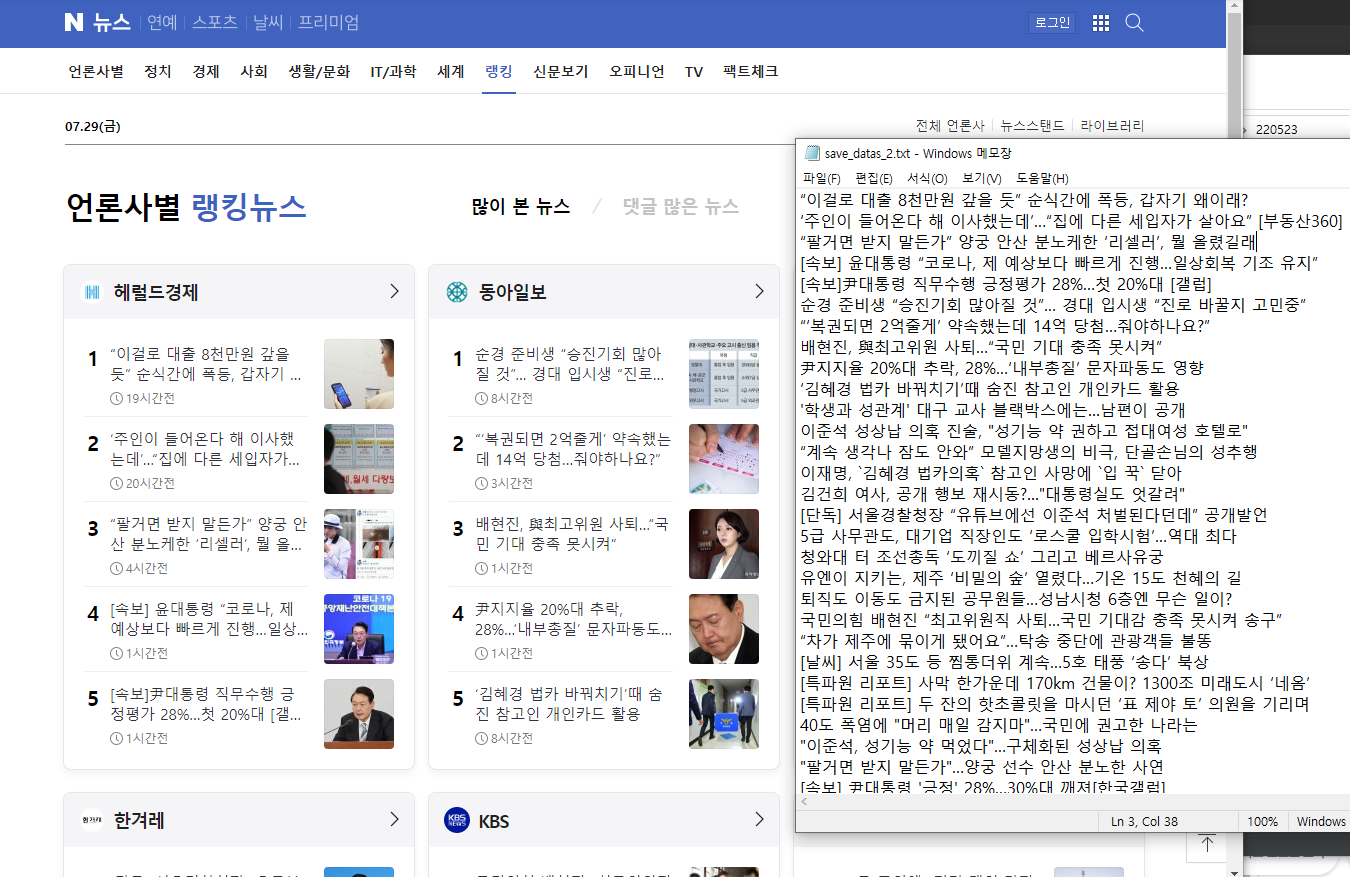 N 뉴스 연예 스포츠 날씨 프리미엄 로그인
언론사별 정치 경제 사회 생활/문화 IT/과학 세계 랭킹 신문보기 오피니언 TV 팩트체크
07.29(금)
전체 언론사 뉴스스탠드 라이브러리
언론사별 랭킹뉴스
많이 본 뉴스 / 댓글 많은 뉴스
헤럴드경제
1 “이걸로 대출 8천만원 갚을
듯” 순식간에 폭등, 갑자기 ...
19시간전
2 ‘주인이 들어온다 해 이사했
는데’…“집에 다른 세입자가...
20시간전
3 “팔거면 받지 말든가” 양궁 안
산 분노케한 ‘리셀러’, 뭘 올...
4시간전
4 [속보] 윤대통령 “코로나, 제
예상보다 빠르게 진행…일상...
1시간전
5 [속보]尹대통령 직무수행 긍
정평가 28%…첫 20%대 [갤...
1시간전
동아일보
1 순경 준비생 “승진기회 많아
질 것”… 경대 입시생 “진로...
8시간전
2 “‘복권되면 2억줄게’ 약속했는
데 14억 당첨…줘야하나요?”
3시간전
3 배현진, 與최고위원 사퇴…“국
민 기대 충족 못시켜”
1시간전
4 尹지지율 20%대 추락,
28%…‘내부총질’ 문자파동도...
1시간전
5 ‘김혜경 법카 바꿔치기’때 숨
진 참고인 개인카드 활용
8시간전
한겨레
한겨레
KBS NEWS
KBS
220523
save_datas_2.txt - Windows 메모장
파일(F) 편집(E) 서식(O) 보기(V) 도움말(H)
“이걸로 대출 8천만원 갚을 듯” 순식간에 폭등, 갑자기 왜이래?
‘주인이 들어온다 해 이사했는데’…“집에 다른 세입자가 살아요” [부동산360]
“팔거면 받지 말든가” 양궁 안산 분노케한 ‘리셀러’, 뭘 올렸길래
[속보] 윤대통령 “코로나, 제 예상보다 빠르게 진행…일상회복 기조 유지”
[속보]尹대통령 직무수행 긍정평가 28%…첫 20%대 [갤럽]
순경 준비생 “승진기회 많아질 것”… 경대 입시생 “진로 바꿀지 고민중”
“‘복권되면 2억줄게’ 약속했는데 14억 당첨…줘야하나요?”
배현진, 與최고위원 사퇴…“국민 기대 충족 못시켜”
尹지지율 20%대 추락, 28%…‘내부총질’ 문자파동도 영향
‘김혜경 법카 바꿔치기’때 숨진 참고인 개인카드 활용
'학생과 성관계' 대구 교사 블랙박스에는…남편이 공개
이준석 성상납 의혹 진술, "성기능 약 권하고 접대여성 호텔로"
“계속 생각나 잠도 안와” 모델지망생의 비극, 단골손님의 성추행
이재명, `김혜경 법카의혹` 참고인 사망에 `입 꾹` 닫아
김건희 여사, 공개 행보 재시동?…"대통령실도 엇갈려"
[단독] 서울경찰청장 “유튜브에선 이준석 처벌된다던데” 공개발언
5급 사무관도, 대기업 직장인도 ‘로스쿨 입학시험’…역대 최다
청와대 터 조선총독 ‘도끼질 쇼’ 그리고 베르사유궁
유엔이 지키는, 제주 ‘비밀의 숲’ 열렸다…기온 15도 천혜의 길
퇴직도 이동도 금지된 공무원들…성남시청 6층엔 무슨 일이?
국민의힘 배현진 “최고위원직 사퇴…국민 기대감 충족 못시켜 송구”
“차가 제주에 묶이게 됐어요”…탁송 중단에 관광객들 불똥
[날씨] 서울 35도 등 찜통더위 계속…5호 태풍 ‘송다’ 북상
[특파원 리포트] 사막 한가운데 170km 건물이? 1300조 미래도시 ‘네옴’
[특파원 리포트] 두 잔의 핫초콜릿을 마시던 ‘표 제야 토’ 의원을 기리며
40도 폭염에 "머리 매일 감지마"…국민에 권고한 나라는
"이준석, 성기능 약 먹었다"…구체화된 성상납 의혹
"팔거면 받지 말든가"…양궁 선수 안산 분노한 사연
[속보] 尹대통령 '긍정' 28%…30%대 깨져[한국갤럽]
Ln 3, Col 38 100% Windows